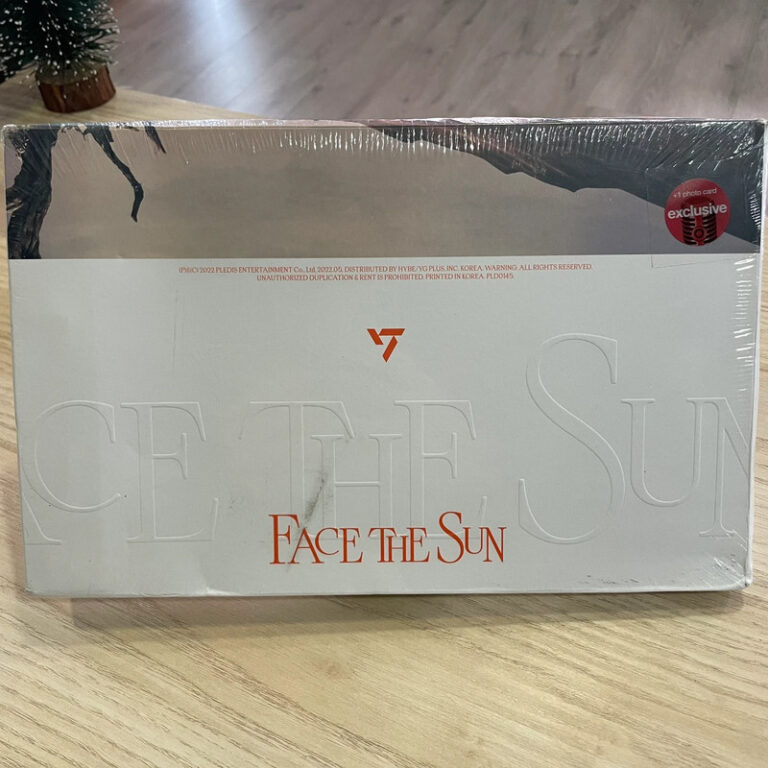 +1 photo card
exclusive
(P)&(C) 2022 PLEDIS ENTERTAINMENT Co., Ltd. 2022.05. DISTRIBUTED BY HYBE/YG PLUS, INC. KOREA. WARNING: ALL RIGHTS RESERVED.
UNAUTHORIZED DUPLICATION & RENT IS PROHIBITED. PRINTED IN KOREA. PLD0145.
FACE THE SUN
FACE THE SUN